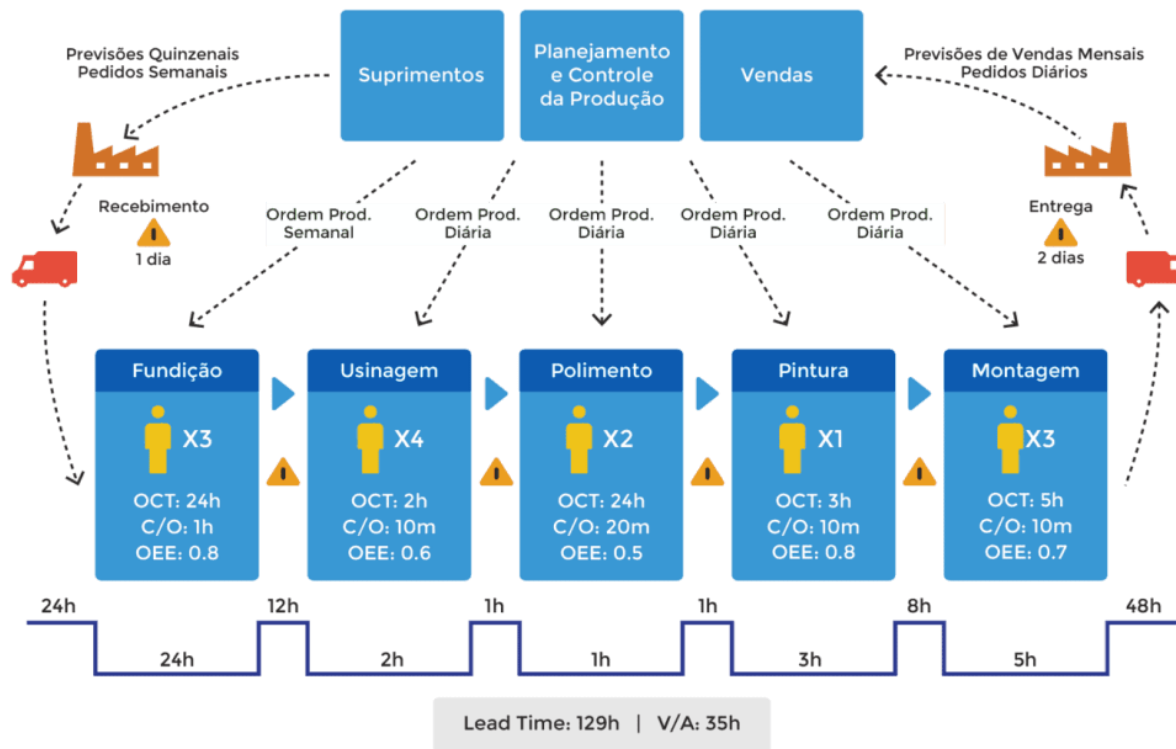 Previsões Quinzenais
Pedidos Semanais
Suprimentos
Planejamento
e Controle
da Produção
Vendas
Previsões de Vendas Mensais
Pedidos Diários
Recebimento
1 dia
Ordem Prod.
Semanal
Ordem Prod.
Diária
Ordem Prod.
Diária
Ordem Prod.
Diária
Ordem Prod.
Diária
Entrega
2 dias
Fundição
X3
OCT: 24h
C/O: 1h
OEE: 0.8
Usinagem
X4
OCT: 2h
C/O: 10m
OEE: 0.6
Polimento
X2
OCT: 24h
C/O: 20m
OEE: 0.5
Pintura
X1
OCT: 3h
C/O: 10m
OEE: 0.8
Montagem
X3
OCT: 5h
C/O: 10m
OEE: 0.7
24h
12h
1h
1h
8h
48h
24h
2h
1h
3h
5h
Lead Time: 129h | V/A: 35h